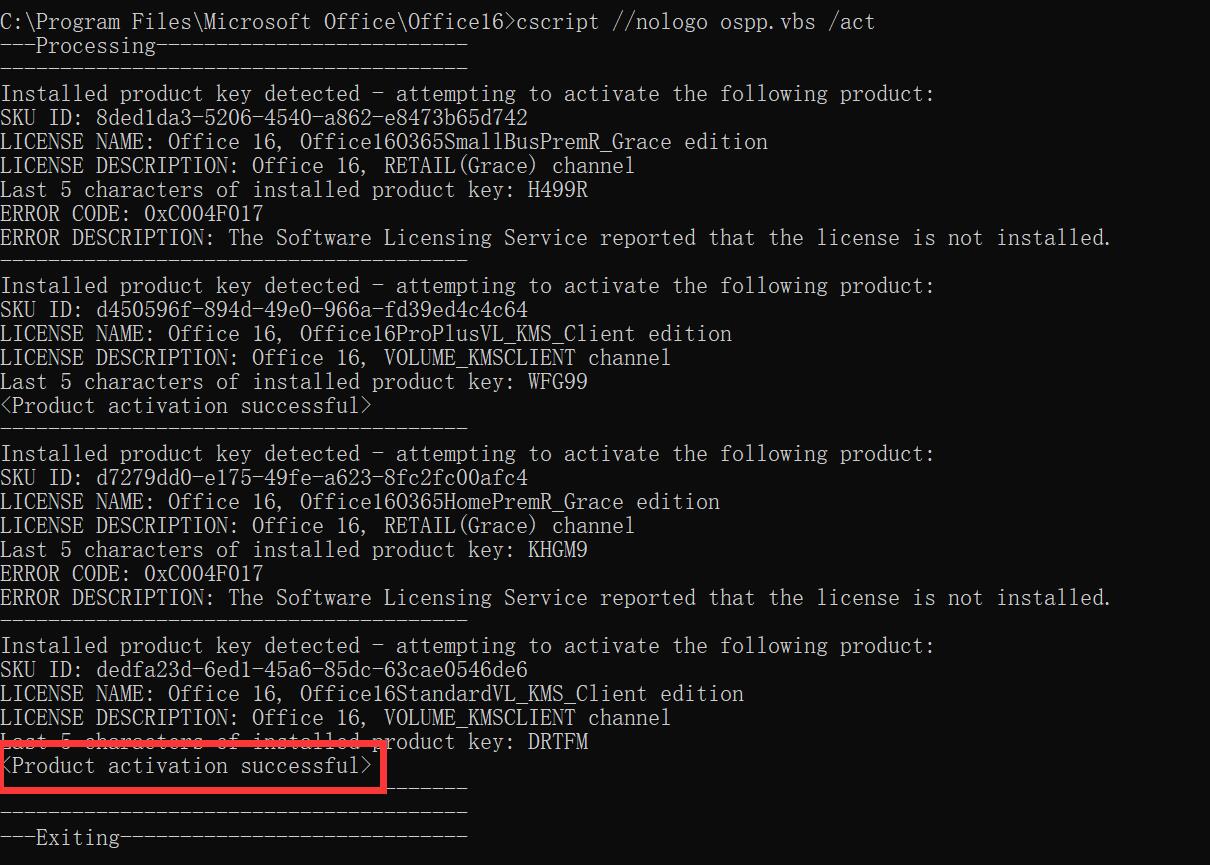 C:\Program Files\Microsoft Office\Office16>cscript //nologo ospp.vbs /act
---Processing--------------------------
---------------------------------------
Installed product key detected - attempting to activate the following product:
SKU ID: 8ded1da3-5206-4540-a862-e8473b65d742
LICENSE NAME: Office 16, Office16O365SmallBusPremR_Grace edition
LICENSE DESCRIPTION: Office 16, RETAIL(Grace) channel
Last 5 characters of installed product key: H499R
ERROR CODE: 0xC004F017
ERROR DESCRIPTION: The Software Licensing Service reported that the license is not installed.
---------------------------------------
Installed product key detected - attempting to activate the following product:
SKU ID: d450596f-894d-49e0-966a-fd39ed4c4c64
LICENSE NAME: Office 16, Office16ProPlusVL_KMS_Client edition
LICENSE DESCRIPTION: Office 16, VOLUME_KMSCLIENT channel
Last 5 characters of installed product key: WFG99
<Product activation successful>
---------------------------------------
Installed product key detected - attempting to activate the following product:
SKU ID: d7279dd0-e175-49fe-a623-8fc2fc00afc4
LICENSE NAME: Office 16, Office16O365HomePremR_Grace edition
LICENSE DESCRIPTION: Office 16, RETAIL(Grace) channel
Last 5 characters of installed product key: KHGM9
ERROR CODE: 0xC004F017
ERROR DESCRIPTION: The Software Licensing Service reported that the license is not installed.
---------------------------------------
Installed product key detected - attempting to activate the following product:
SKU ID: dedfa23d-6ed1-45a6-85dc-63cae0546de6
LICENSE NAME: Office 16, Office16StandardVL_KMS_Client edition
LICENSE DESCRIPTION: Office 16, VOLUME_KMSCLIENT channel
Last 5 characters of installed product key: DRTFM
<Product activation successful>
---------------------------------------
---------------------------------------
---Exiting-----------------------------